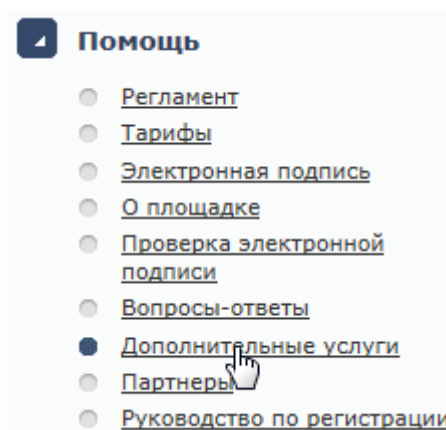 Помощь
Регламент
Тарифы
Электронная подпись
О площадке
Проверка электронной
подписи
Вопросы-ответы
Дополнительные услуги
Партнеры
Руководство по регистрации